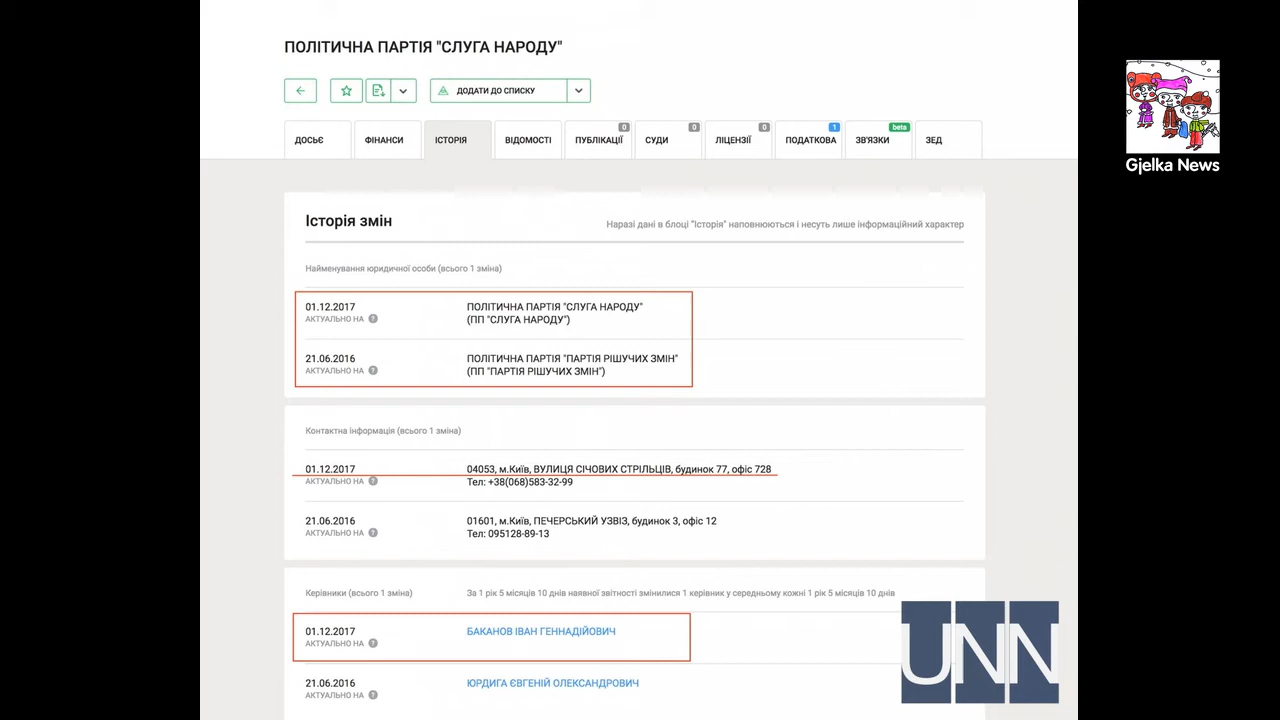 ПОЛІТИЧНА ПАРТІЯ "СЛУГА НАРОДУ"
ДОДАТИ ДО СПИСКУ
ДОСЬЄ
ФІНАНСИ
ІСТОРІЯ
ВІДОМОСТІ
ПУБЛІКАЦІЇ 0
СУДИ 0
ЛІЦЕНЗІЇ 0
ПОДАТКОВА 1
ЗВ'ЯЗКИ beta
ЗЕД
Gjelka News
Історія змін
Наразі дані в блоці "Історія" наповнюються і несуть лише інформаційний характер
Найменування юридичної особи (всього 1 зміна)
01.12.2017
АКТУАЛЬНО НА ?
ПОЛІТИЧНА ПАРТІЯ "СЛУГА НАРОДУ"
(ПП "СЛУГА НАРОДУ")
21.06.2016
АКТУАЛЬНО НА ?
ПОЛІТИЧНА ПАРТІЯ "ПАРТІЯ РІШУЧИХ ЗМІН"
(ПП "ПАРТІЯ РІШУЧИХ ЗМІН")
Контактна інформація (всього 1 зміна)
01.12.2017
АКТУАЛЬНО НА ?
04053, м.Київ, ВУЛИЦЯ СІЧОВИХ СТРІЛЬЦІВ, будинок 77, офіс 728
Тел: +38(068)583-32-99
21.06.2016
АКТУАЛЬНО НА ?
01601, м.Київ, ПЕЧЕРСЬКИЙ УЗВІЗ, будинок 3, офіс 12
Тел: 095128-89-13
Керівники (всього 1 зміна)
За 1 рік 5 місяців 10 днів наявної звітності змінилися 1 керівник у середньому кожні 1 рік 5 місяців 10 днів
01.12.2017
АКТУАЛЬНО НА ?
БАКАНОВ ІВАН ГЕННАДІЙОВИЧ
21.06.2016
АКТУАЛЬНО НА ?
ЮРДИГА ЄВГЕНІЙ ОЛЕКСАНДРОВИЧ
UNN